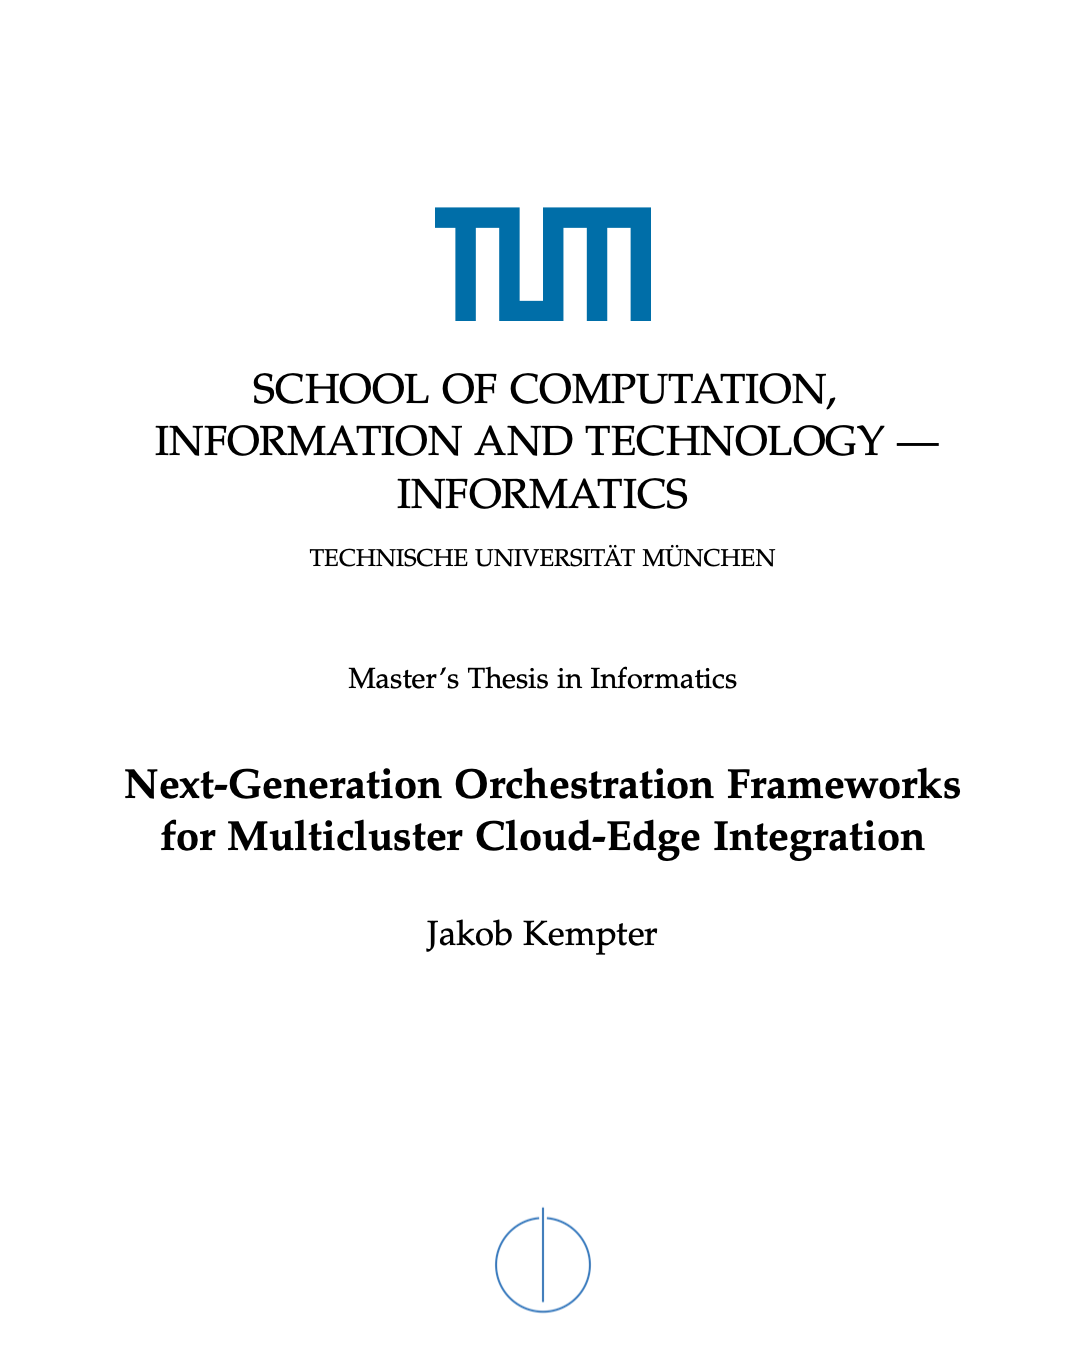 TUM
SCHOOL OF COMPUTATION,
INFORMATION AND TECHNOLOGY —
INFORMATICS
TECHNISCHE UNIVERSITÄT MÜNCHEN
Master's Thesis in Informatics
Next-Generation Orchestration Frameworks
for Multicluster Cloud-Edge Integration
Jakob Kempter